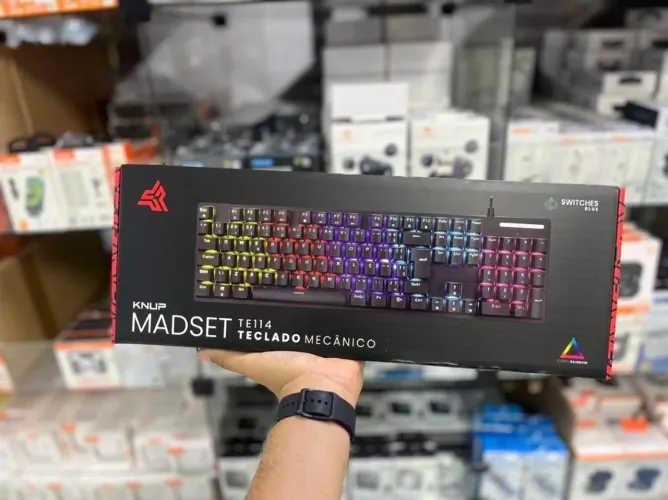 SWITCHES
BLUE
KNUP
MADSET TE114
TECLADO MECÂNICO